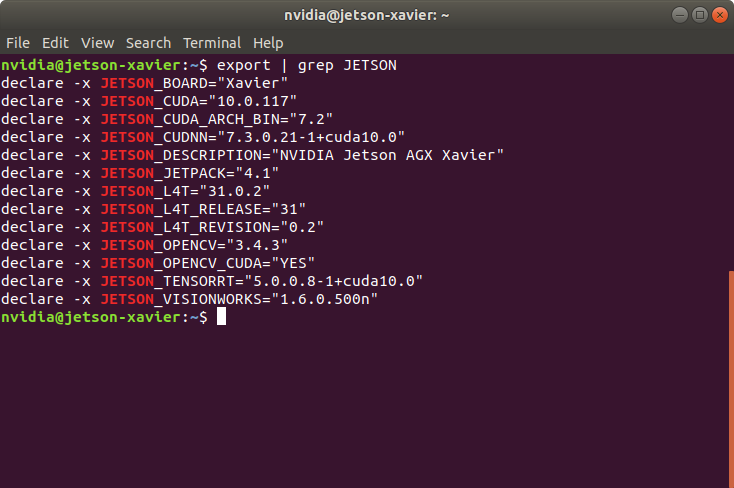 nvidia@jetson-xavier: ~
File Edit View Search Terminal Help
nvidia@jetson-xavier:~$ export | grep JETSON
declare -x JETSON_BOARD="Xavier"
declare -x JETSON_CUDA="10.0.117"
declare -x JETSON_CUDA_ARCH_BIN="7.2"
declare -x JETSON_CUDNN="7.3.0.21-1+cuda10.0"
declare -x JETSON_DESCRIPTION="NVIDIA Jetson AGX Xavier"
declare -x JETSON_JETPACK="4.1"
declare -x JETSON_L4T="31.0.2"
declare -x JETSON_L4T_RELEASE="31"
declare -x JETSON_L4T_REVISION="0.2"
declare -x JETSON_OPENCV="3.4.3"
declare -x JETSON_OPENCV_CUDA="YES"
declare -x JETSON_TENSORRT="5.0.0.8-1+cuda10.0"
declare -x JETSON_VISIONWORKS="1.6.0.500n"
nvidia@jetson-xavier:~$